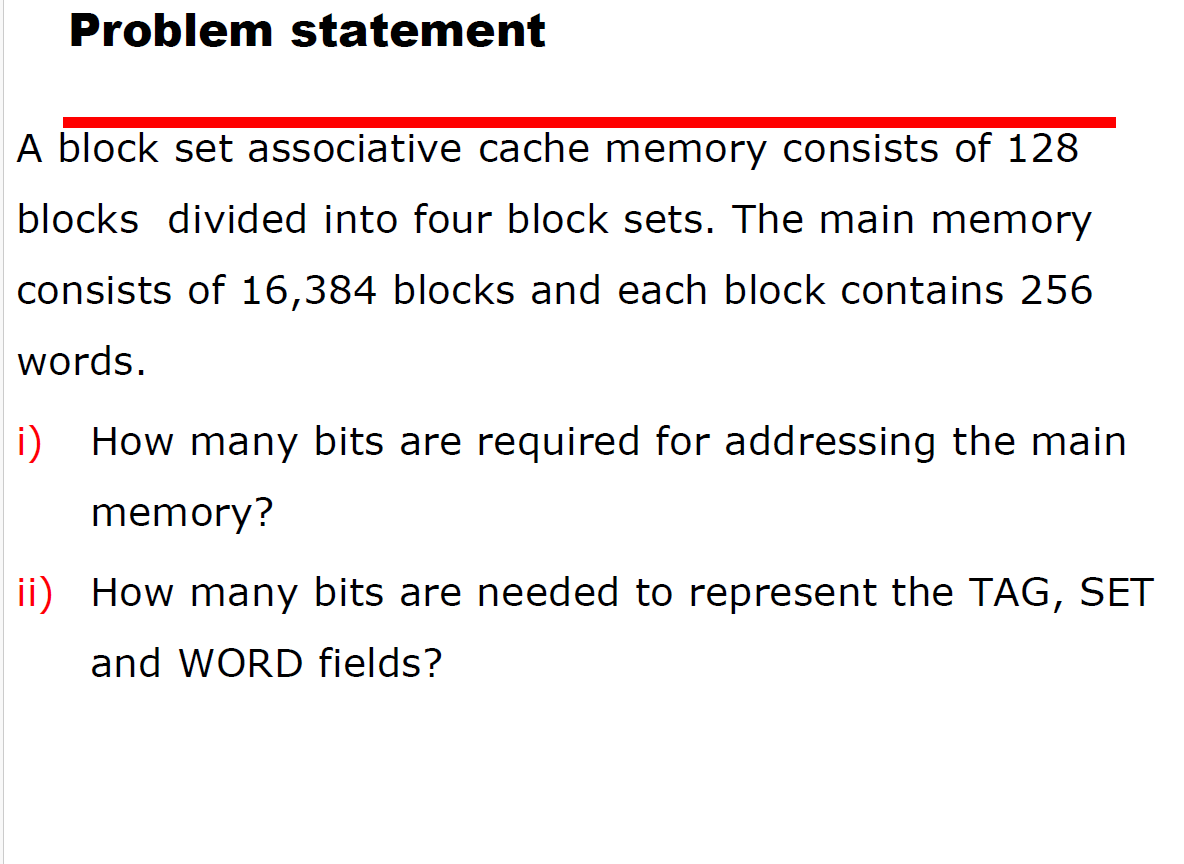 Problem statement
A block set associative cache memory consists of 128
blocks divided into four block sets. The main memory
consists of 16,384 blocks and each block contains 256
words.
i) How many bits are required for addressing the main
memory?
ii) How many bits are needed to represent the TAG, SET
and WORD fields?